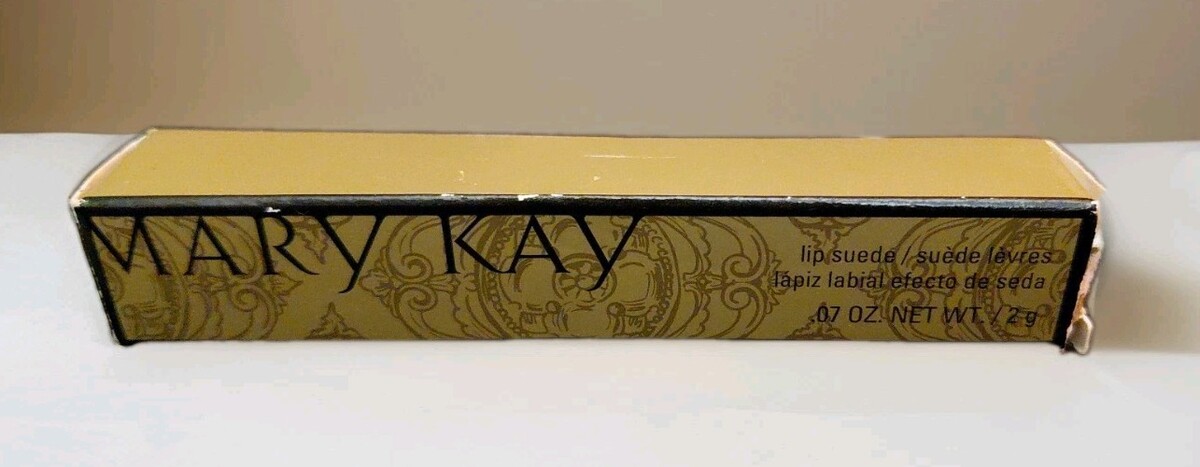 MARY KAY
lip suede / suède lèvres
lápiz labial efecto de seda
.07 OZ. NET WT. / 2 g